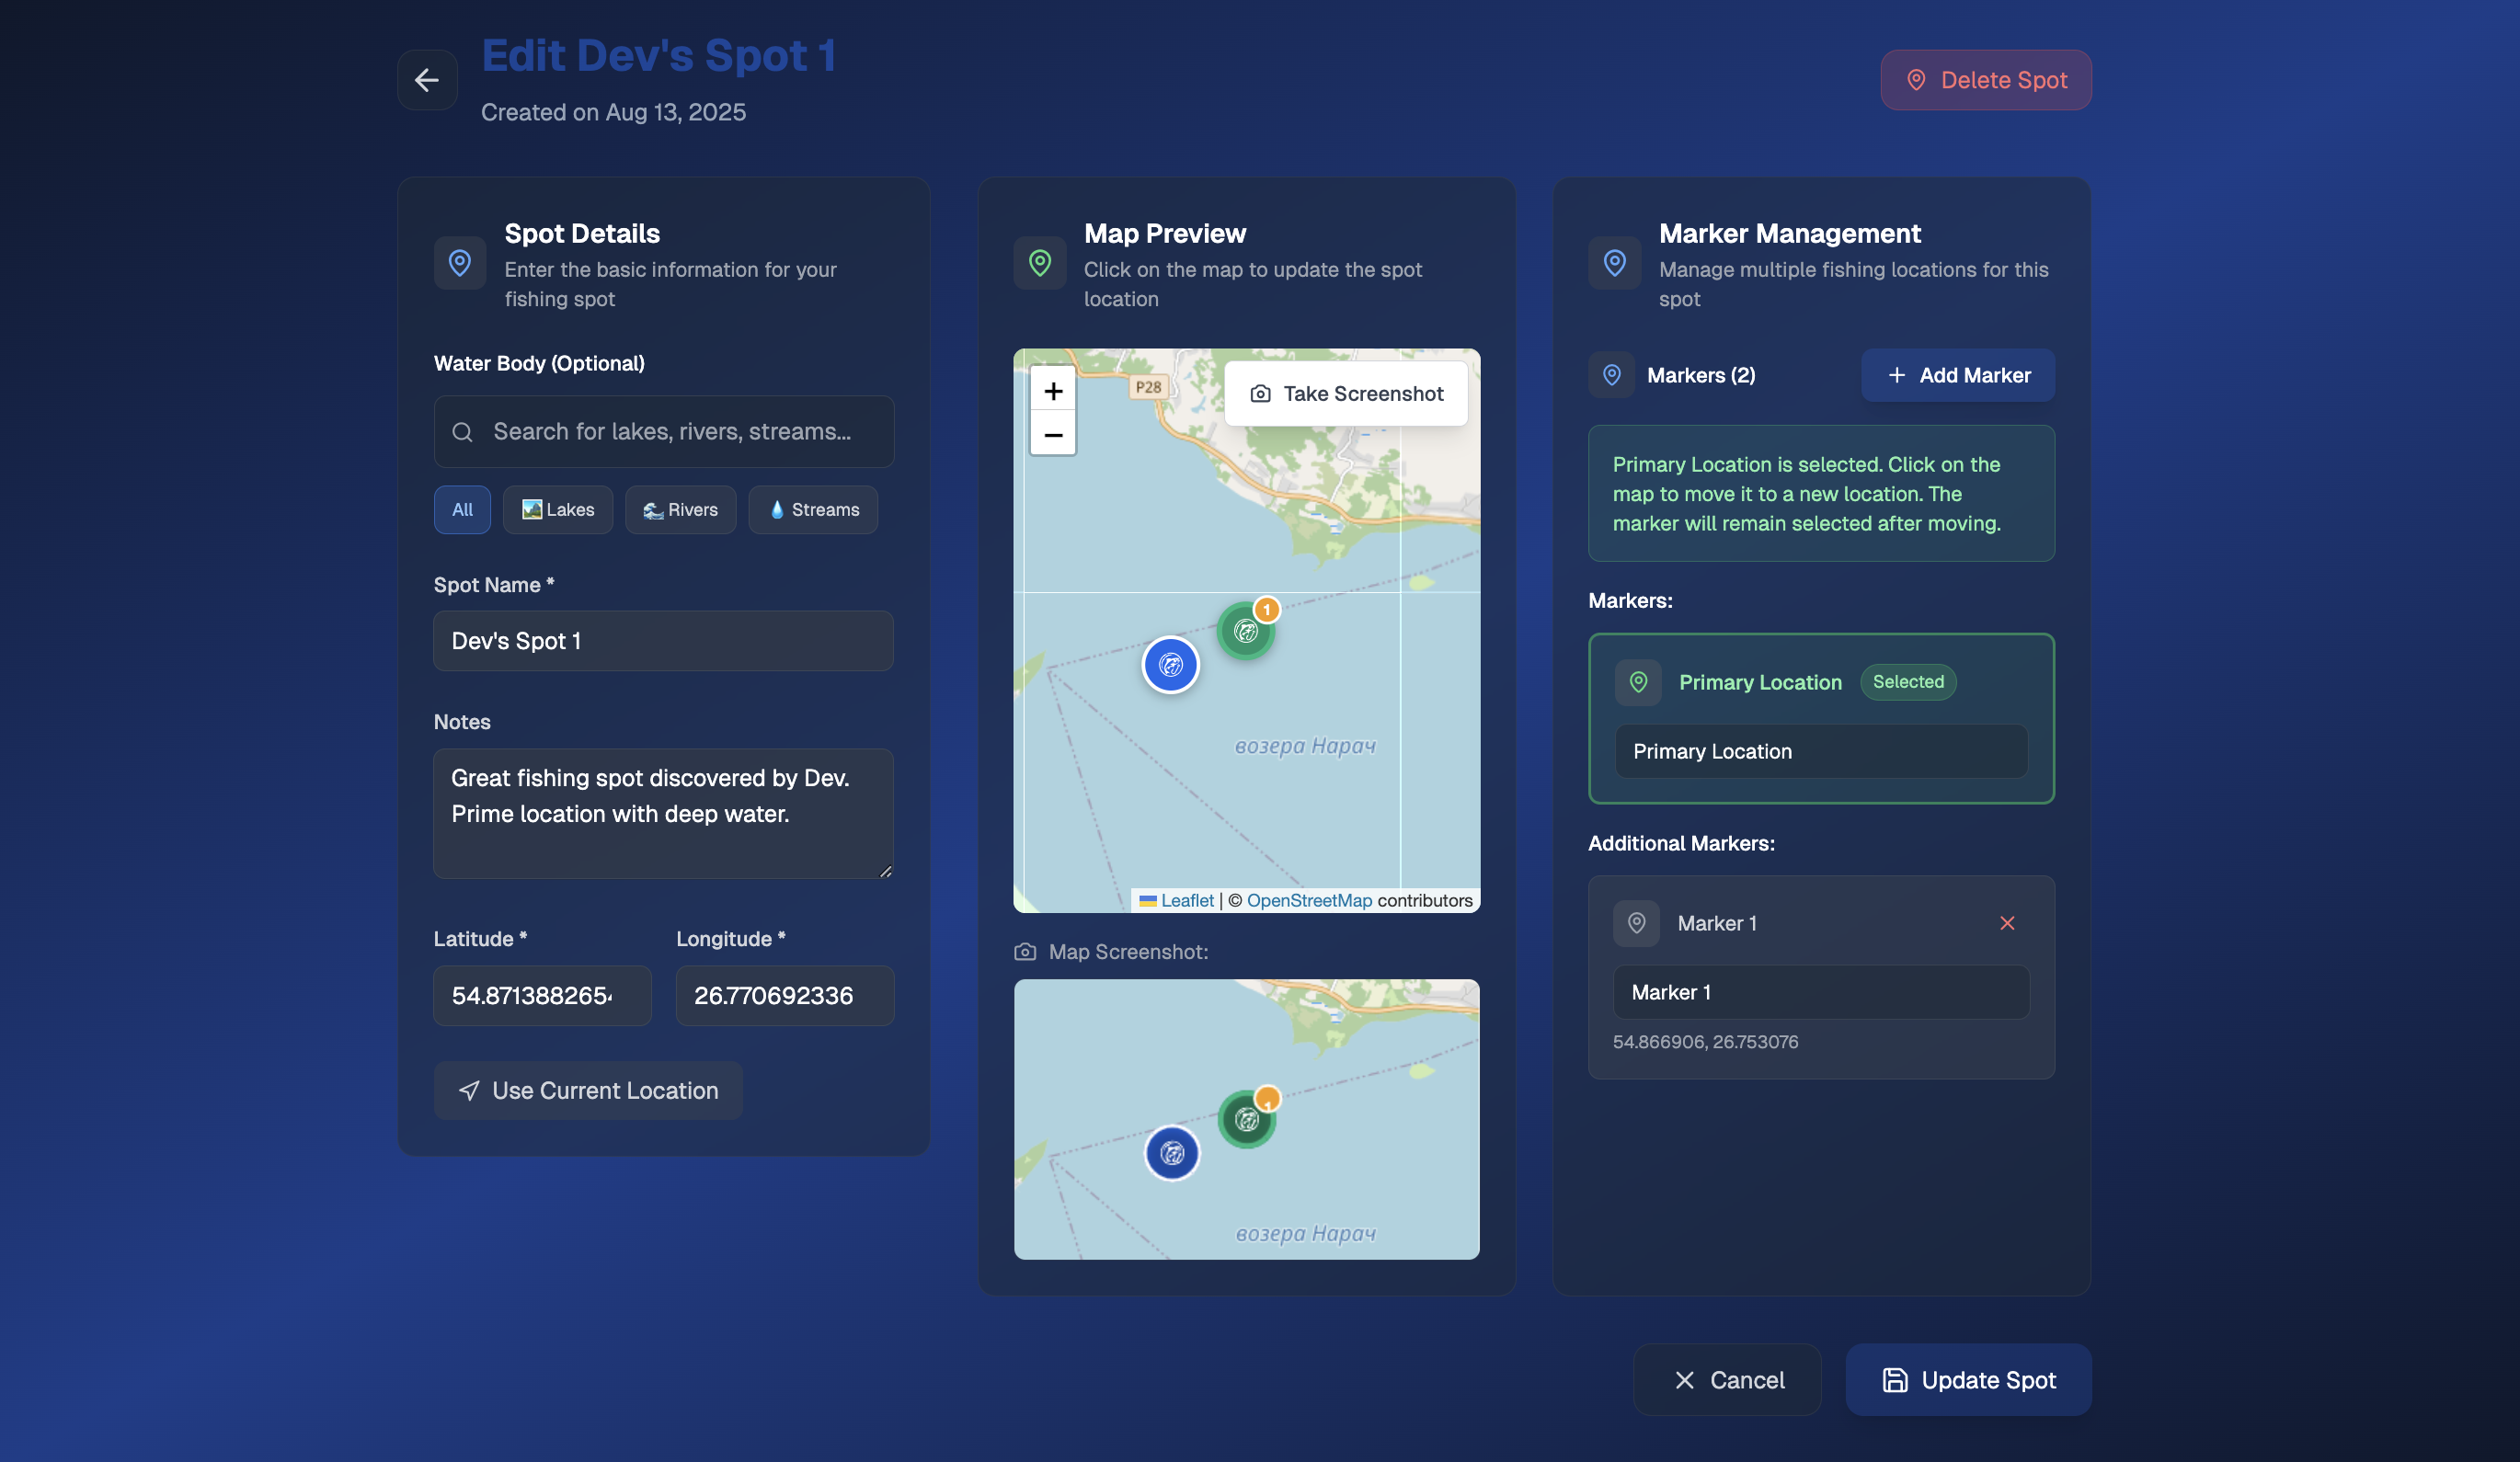 Edit Dev's Spot 1
Created on Aug 13, 2025
Delete Spot
Spot Details
Enter the basic information for your
fishing spot
Water Body (Optional)
Search for lakes, rivers, streams...
All
Lakes
Rivers
Streams
Spot Name *
Dev's Spot 1
Notes
Great fishing spot discovered by Dev.
Prime location with deep water.
Latitude *
Longitude *
54.8713882654
26.770692336
Use Current Location
Map Preview
Click on the map to update the spot
location
+
−
P28
Take Screenshot
1
возера Нарач
Leaflet | © OpenStreetMap contributors
Map Screenshot:
1
возера Нарач
Marker Management
Manage multiple fishing locations for this
spot
Markers (2)
+ Add Marker
Primary Location is selected. Click on the
map to move it to a new location. The
marker will remain selected after moving.
Markers:
Primary Location
Selected
Primary Location
Additional Markers:
Marker 1
Marker 1
54.866906, 26.753076
Cancel
Update Spot